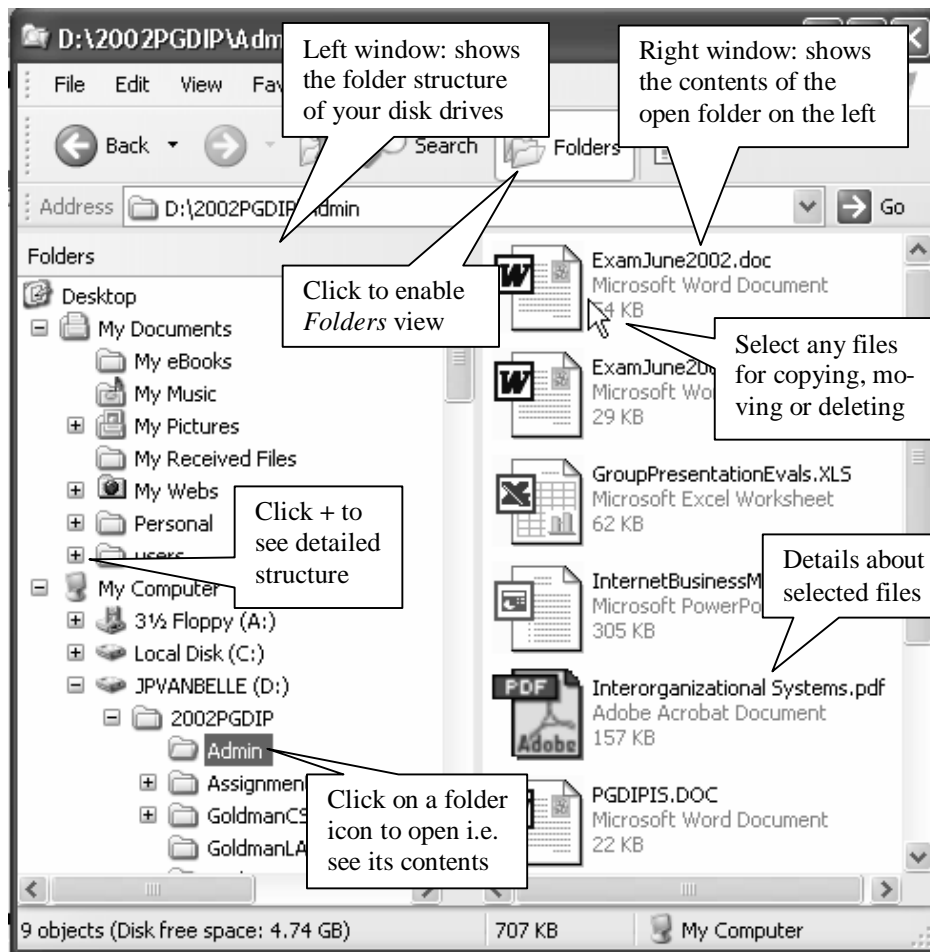 D:\2002PGDIP\Adm
Left window: shows
the folder structure
of your disk drives
Right window: shows
the contents of the
open folder on the left
File Edit View Fav
Back Search Folders
Address D:\2002PGDIP Admin Go
Folders
Click to enable
Folders view
Desktop
My Documents
My eBooks
My Music
My Pictures
My Received Files
My Webs
Personal
users
Click + to
see detailed
structure
My Computer
3½ Floppy (A:)
Local Disk (C:)
JPVANBELLE (D:)
2002PGDIP
Admin
Assignmen
GoldmanCS
GoldmanLA
Click on a folder
icon to open i.e.
see its contents
ExamJune2002.doc
Microsoft Word Document
54 KB
Select any files
for copying, mo-
ving or deleting
ExamJune20
Microsoft Wo
29 KB
GroupPresentationEvals.XLS
Microsoft Excel Worksheet
62 KB
Details about
selected files
InternetBusinessM
Microsoft PowerPo
305 KB
PDF
Adobe
Interorganizational Systems.pdf
Adobe Acrobat Document
157 KB
PGDIPIS.DOC
Microsoft Word Document
22 KB
9 objects (Disk free space: 4.74 GB) 707 KB My Computer